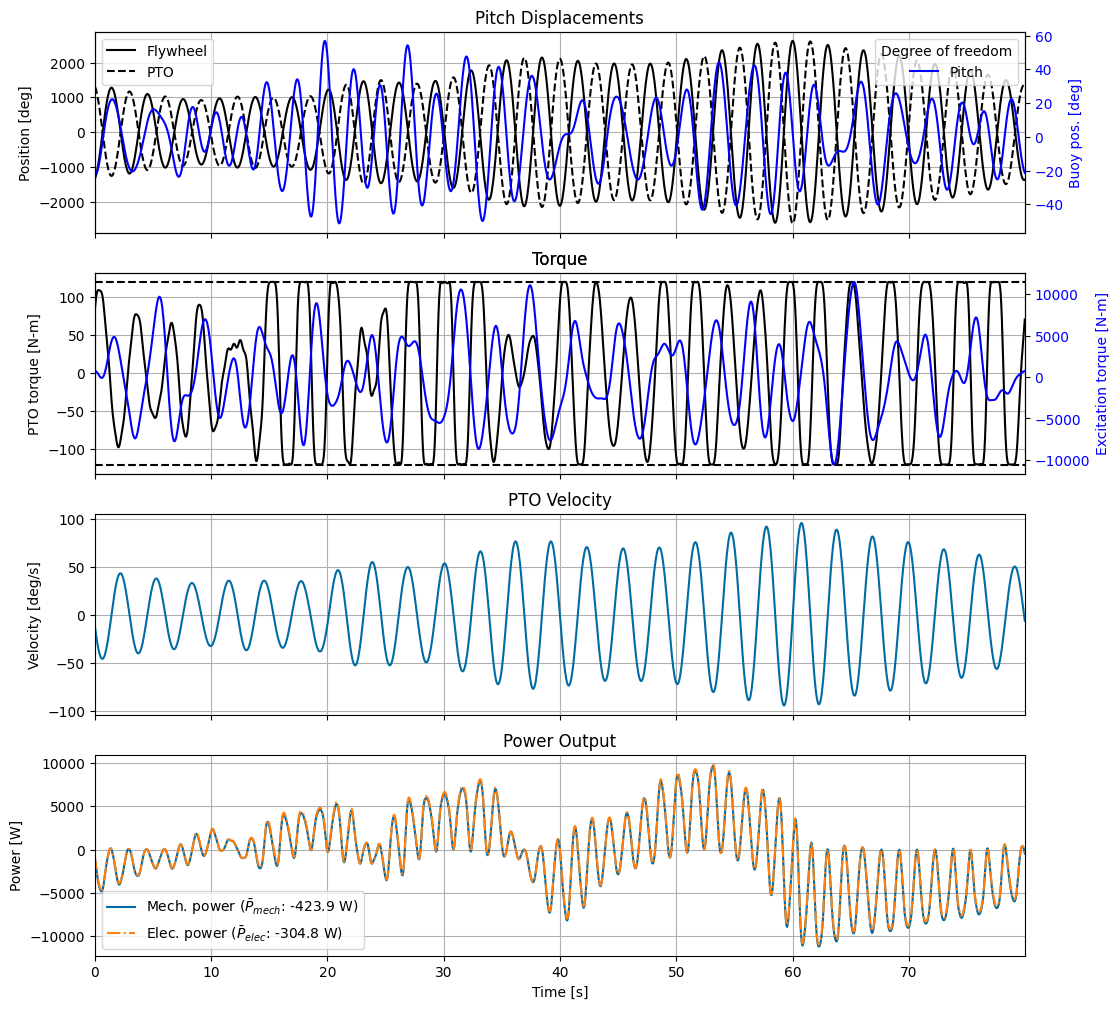 Pitch Displacements
Flywheel
PTO
Degree of freedom
Pitch
2000
1000
0
−1000
−2000
Position [deg]
60
40
20
0
−20
−40
Buoy pos. [deg]
Torque
100
50
0
−50
−100
PTO torque [N-m]
10000
5000
0
−5000
−10000
Excitation torque [N-m]
PTO Velocity
100
50
0
−50
−100
Velocity [deg/s]
Power Output
10000
5000
0
−5000
−10000
Power [W]
Mech. power (P̄mech: -423.9 W)
Elec. power (P̄elec: -304.8 W)
0 10 20 30 40 50 60 70
Time [s]